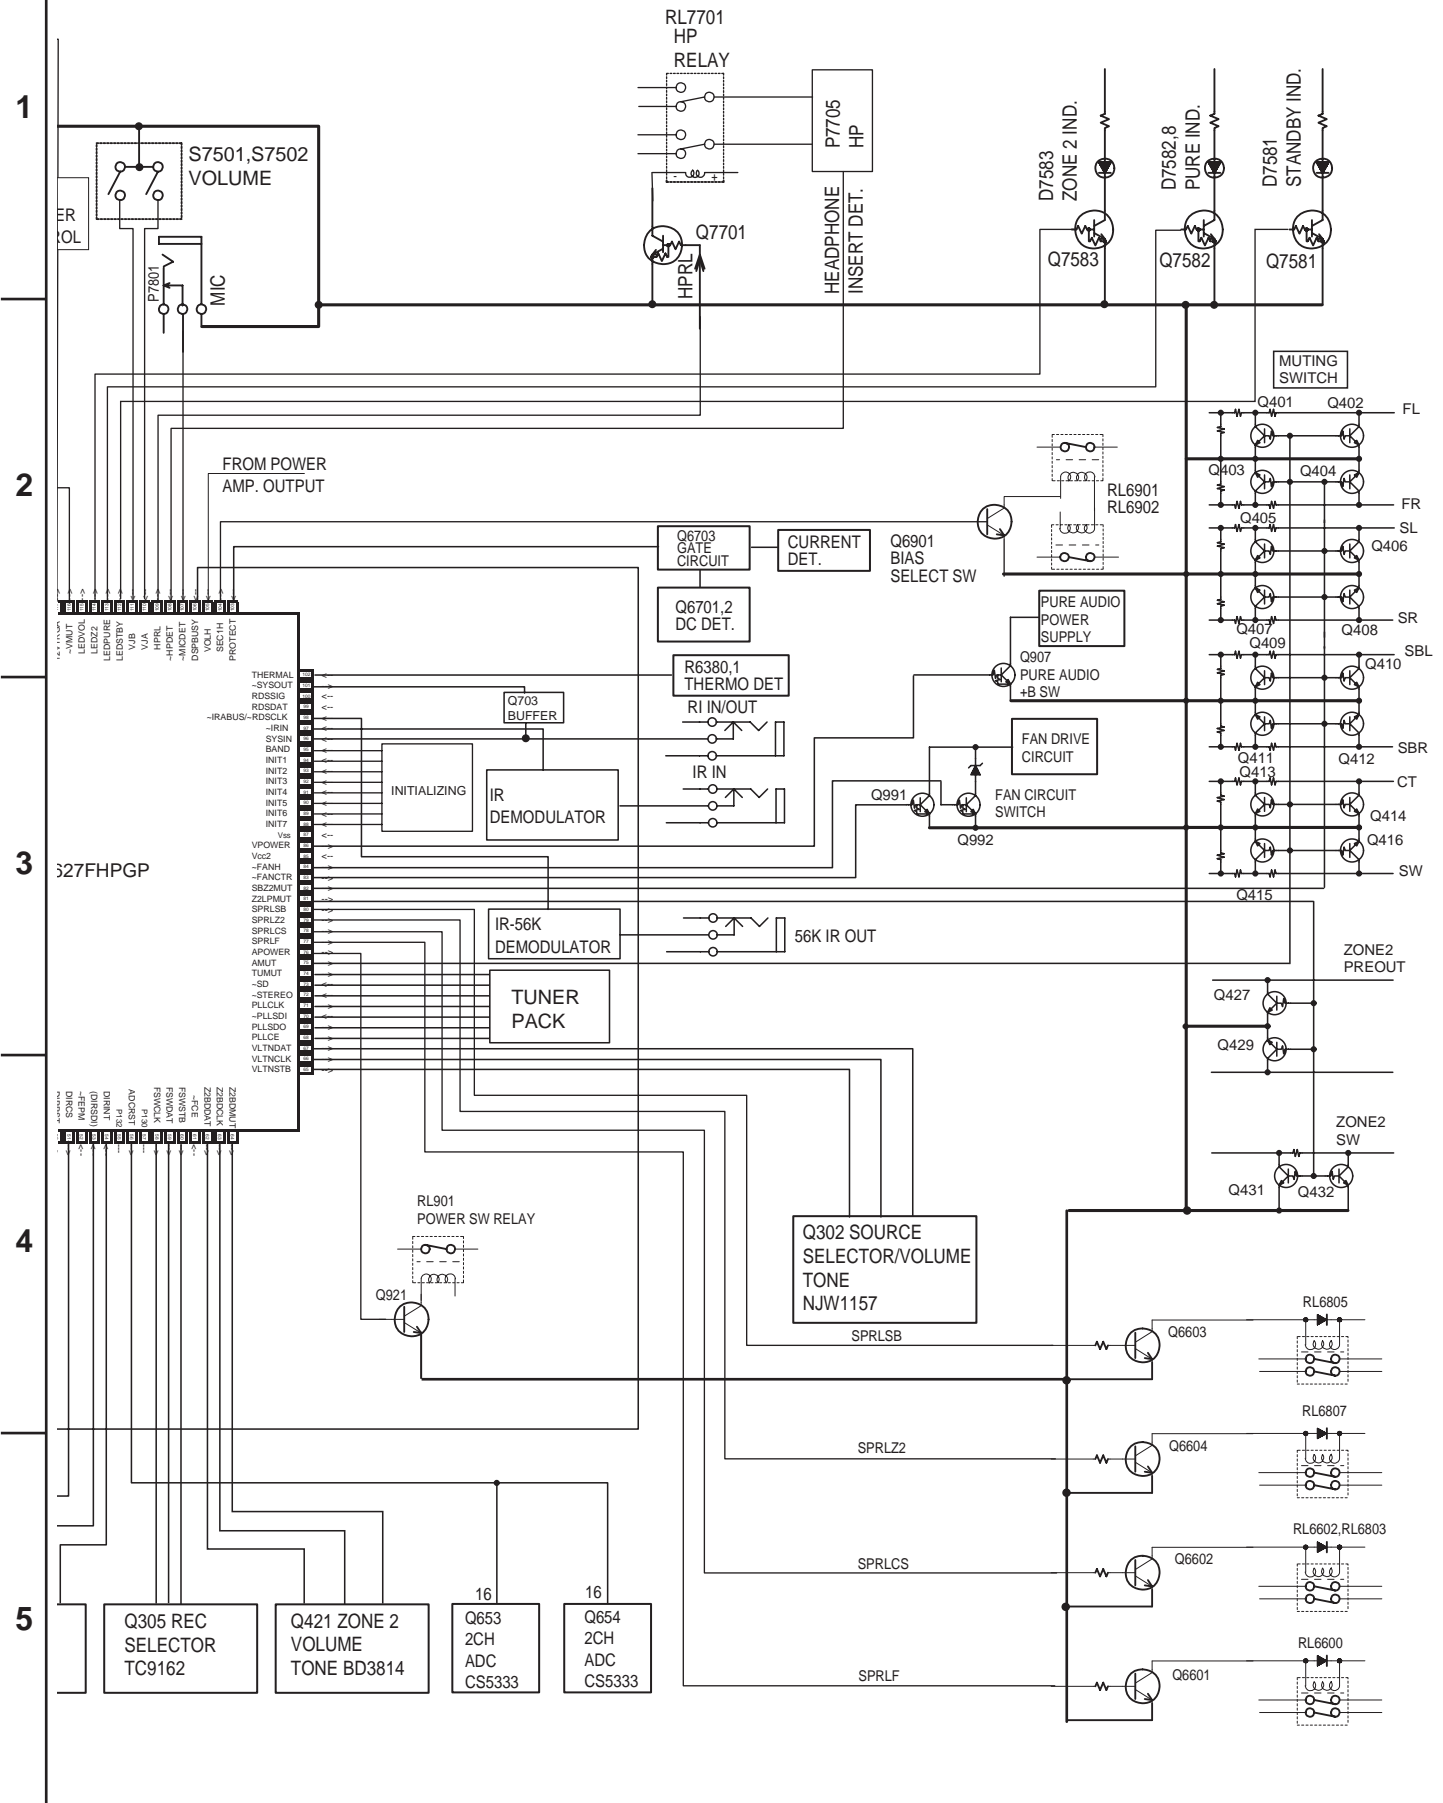 1
2
3
4
5
RL7701
HP
RELAY
P7705
HP
S7501,S7502
VOLUME
ER
ROL
P7801
MIC
Q7701
HPRL
HEADPHONE
INSERT DET.
D7583
ZONE 2 IND.
D7582,8
PURE IND.
D7581
STANDBY IND.
Q7583
Q7582
Q7581
MUTING
SWITCH
Q401
Q402
FL
Q403
Q404
FR
Q405
SL
Q406
SR
Q407
Q408
Q409
SBL
Q410
SBR
Q411
Q412
Q413
CT
Q414
Q416
SW
Q415
FROM POWER
AMP. OUTPUT
RL6901
RL6902
Q6901
BIAS
SELECT SW
Q6703
GATE
CIRCUIT
CURRENT
DET.
Q6701,2
DC DET.
PURE AUDIO
POWER
SUPPLY
Q907
PURE AUDIO
+B SW
R6380,1
THERMO DET
RI IN/OUT
Q703
BUFFER
IR IN
FAN DRIVE
CIRCUIT
Q991
FAN CIRCUIT
SWITCH
Q992
INITIALIZING
IR
DEMODULATOR
IR-56K
DEMODULATOR
56K IR OUT
TUNER
PACK
~VMUT
LEDVOL
LEDZ2
LEDPURE
LEDSTBY
VJB
VJA
HPRL
~HPDET
~MICDET
DSPBUSY
VOLH
SEC1H
PROTECT
THERMAL
~SYSOUT
RDSSIG
RDSDAT
~IRABUS/~RDSCLK
~IRIN
SYSIN
BAND
INIT1
INIT2
INIT3
INIT4
INIT5
INIT6
INIT7
Vss
VPOWER
Vcc2
~FANH
~FANCTR
SBZ2MUT
Z2LPMUT
SPRLSB
SPRLZ2
SPRLCS
SPRLF
APOWER
AMUT
TUMUT
~SD
~STEREO
PLLCLK
~PLLSDI
PLLSDO
PLLCE
VLTNDAT
VLTNCLK
VLTNSTB
627FHPGP
DIRCS
~FEPM
(DIRSDI)
DIRINT
P132
ADCRST
P130
FSWCLK
FSWDAT
FSWSTB
~FCE
Z2BDDAT
Z2BDCLK
Z2BDMUT
ZONE2
PREOUT
Q427
Q429
ZONE2
SW
Q431
Q432
RL901
POWER SW RELAY
Q921
Q302 SOURCE
SELECTOR/VOLUME
TONE
NJW1157
SPRLSB
Q6603
RL6805
SPRLZ2
Q6604
RL6807
SPRLCS
Q6602
RL6602,RL6803
SPRLF
Q6601
RL6600
Q305 REC
SELECTOR
TC9162
Q421 ZONE 2
VOLUME
TONE BD3814
16
Q653
2CH
ADC
CS5333
16
Q654
2CH
ADC
CS5333